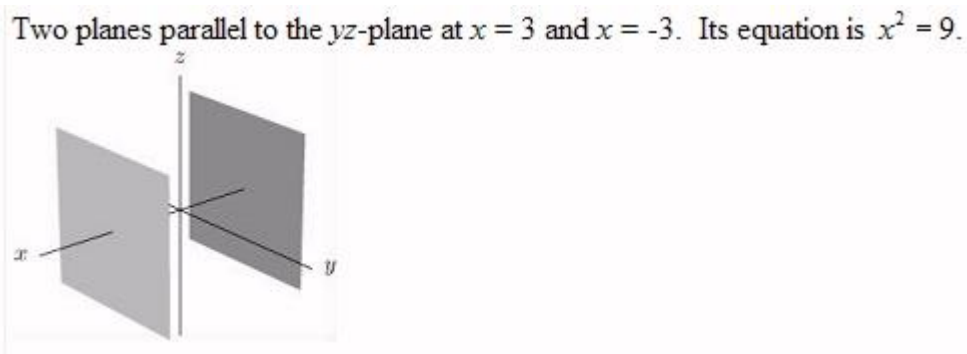 Two planes parallel to the yz-plane at x = 3 and x = -3. Its equation is x² = 9.
z
x
y